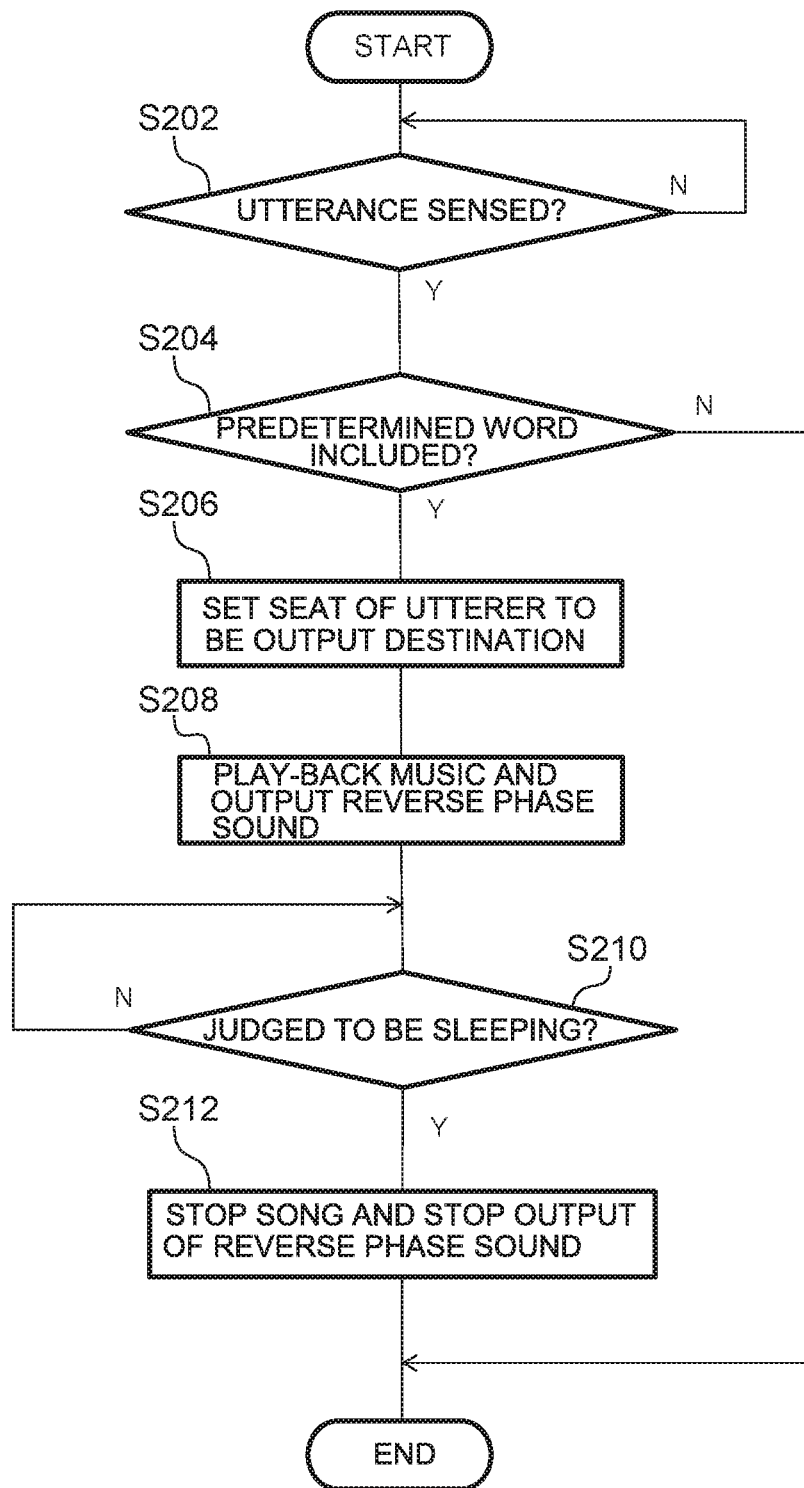 START
S202
UTTERANCE SENSED?
N
Y
S204
PREDETERMINED WORD
INCLUDED?
N
Y
S206
SET SEAT OF UTTERER TO
BE OUTPUT DESTINATION
S208
PLAY-BACK MUSIC AND
OUTPUT REVERSE PHASE
SOUND
S210
N
JUDGED TO BE SLEEPING?
Y
S212
STOP SONG AND STOP OUTPUT
OF REVERSE PHASE SOUND
END